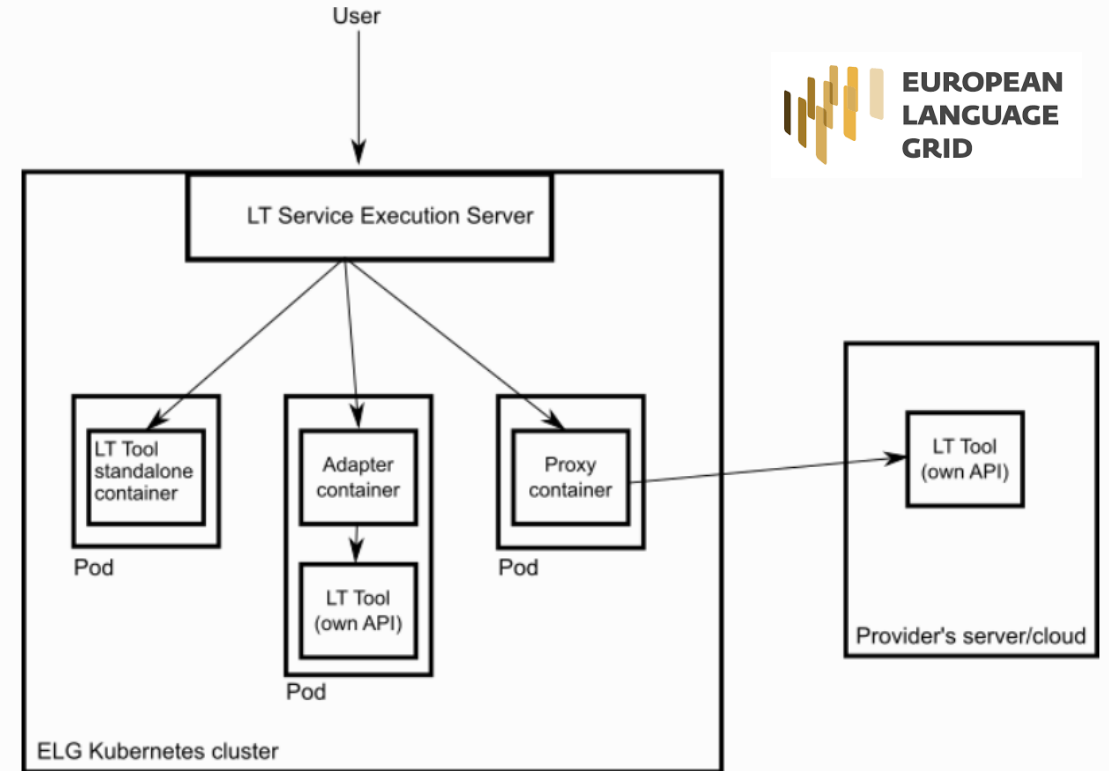 User
EUROPEAN
LANGUAGE
GRID
LT Service Execution Server
LT Tool
standalone
container
Pod
Adapter
container
LT Tool
(own API)
Pod
Proxy
container
Pod
LT Tool
(own API)
Provider's server/cloud
ELG Kubernetes cluster